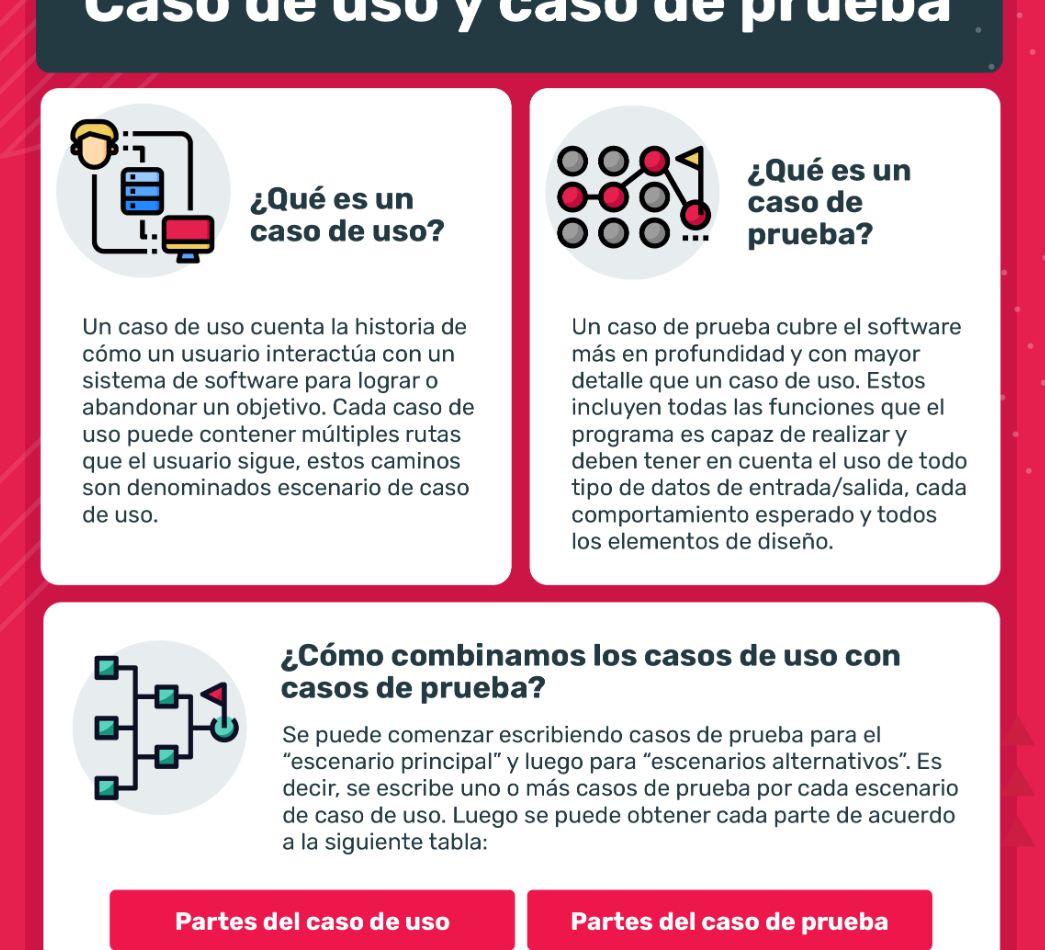 Caso de uso y caso de prueba
¿Qué es un
caso de uso?
Un caso de uso cuenta la historia de
cómo un usuario interactúa con un
sistema de software para lograr o
abandonar un objetivo. Cada caso de
uso puede contener múltiples rutas
que el usuario sigue, estos caminos
son denominados escenario de caso
de uso.
¿Qué es un
caso de
prueba?
Un caso de prueba cubre el software
más en profundidad y con mayor
detalle que un caso de uso. Estos
incluyen todas las funciones que el
programa es capaz de realizar y
deben tener en cuenta el uso de todo
tipo de datos de entrada/salida, cada
comportamiento esperado y todos
los elementos de diseño.
¿Cómo combinamos los casos de uso con
casos de prueba?
Se puede comenzar escribiendo casos de prueba para el
“escenario principal” y luego para “escenarios alternativos”. Es
decir, se escribe uno o más casos de prueba por cada escenario
de caso de uso. Luego se puede obtener cada parte de acuerdo
a la siguiente tabla:
Partes del caso de uso
Partes del caso de prueba